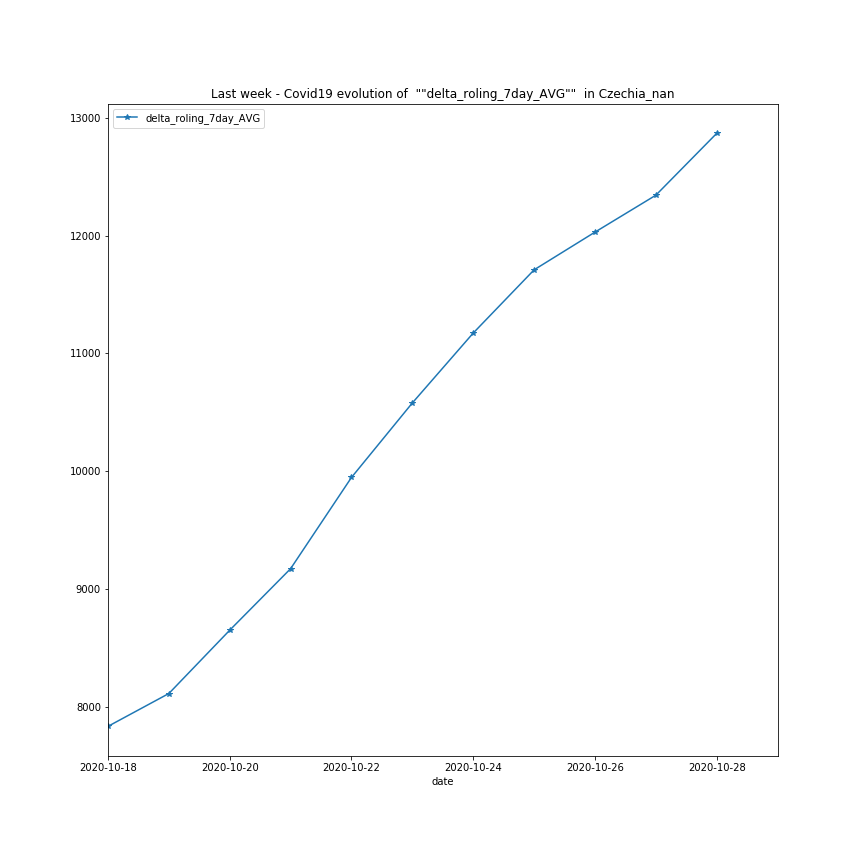 Last week - Covid19 evolution of  ""delta_roling_7day_AVG""  in Czechia_nan
delta_roling_7day_AVG
13000
12000
11000
10000
9000
8000
2020-10-18 2020-10-20 2020-10-22 2020-10-24 2020-10-26 2020-10-28
date